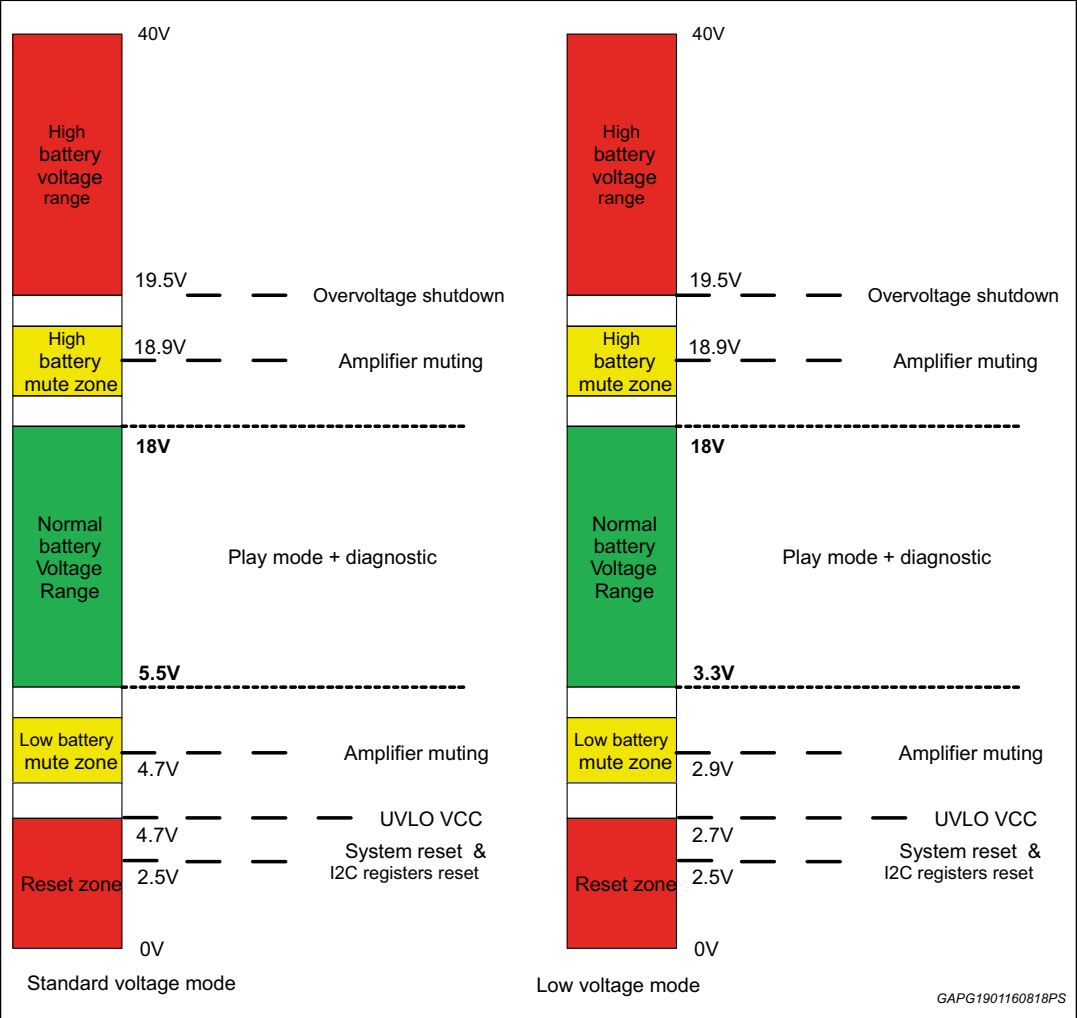 40V
High
battery
voltage
range
19.5V
Overvoltage shutdown
High
battery
mute zone
18.9V
Amplifier muting
18V
Normal
battery
Voltage
Range
Play mode + diagnostic
5.5V
Low battery
mute zone
Amplifier muting
4.7V
UVLO VCC
4.7V
System reset &
I2C registers reset
2.5V
Reset zone
0V
Standard voltage mode
40V
High
battery
voltage
range
19.5V
Overvoltage shutdown
High
battery
mute zone
18.9V
Amplifier muting
18V
Normal
battery
Voltage
Range
Play mode + diagnostic
3.3V
Low battery
mute zone
Amplifier muting
2.9V
UVLO VCC
2.7V
System reset &
I2C registers reset
2.5V
Reset zone
0V
Low voltage mode
GAPG1901160818PS